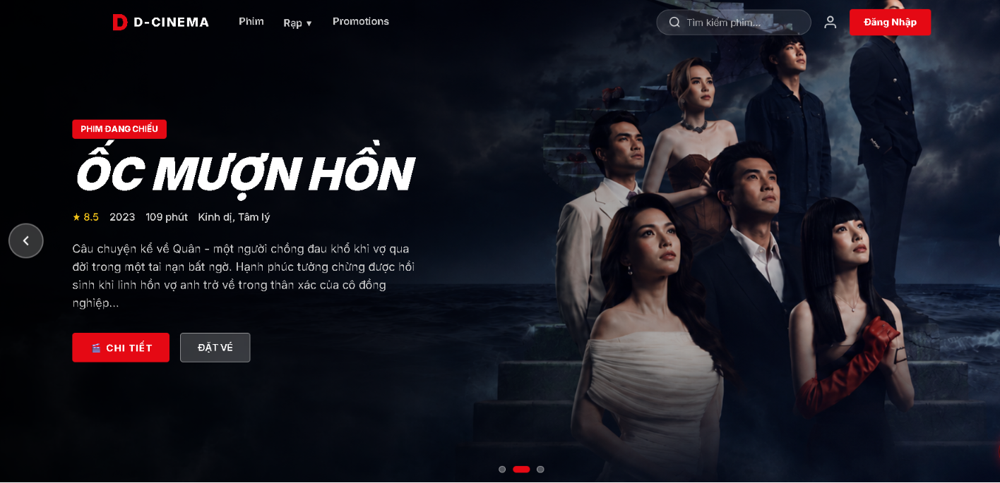 D D-CINEMA
Phim
Rạp ▼
Promotions
Tìm kiếm phim...
Đăng Nhập
PHIM ĐANG CHIẾU
ỐC MƯỢN HỒN
★ 8.5 2023 109 phút Kinh dị, Tâm lý
Câu chuyện kể về Quân - một người chồng đau khổ khi vợ qua
đời trong một tai nạn bất ngờ. Hạnh phúc tưởng chừng được hồi
sinh khi linh hồn vợ anh trở về trong thân xác của cô đồng
nghiệp...
CHI TIẾT
ĐẶT VÉ